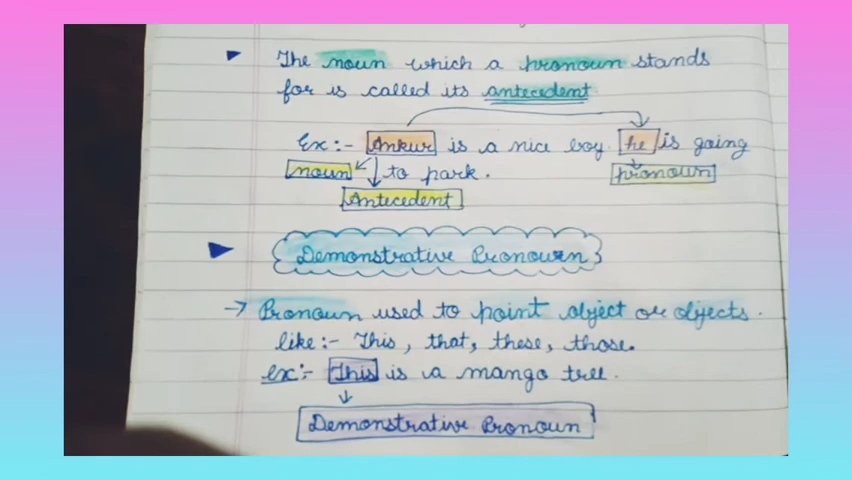 The noun which a pronoun stands
for is called its antecedent
Ex:- Ankur is a nice boy. he is going
noun to park. pronoun
Antecedent
Demonstrative Pronoun
→ Pronoun used to point object or objects.
like:- This, that, these, those.
ex:- This is a mango tree.
Demonstrative Pronoun